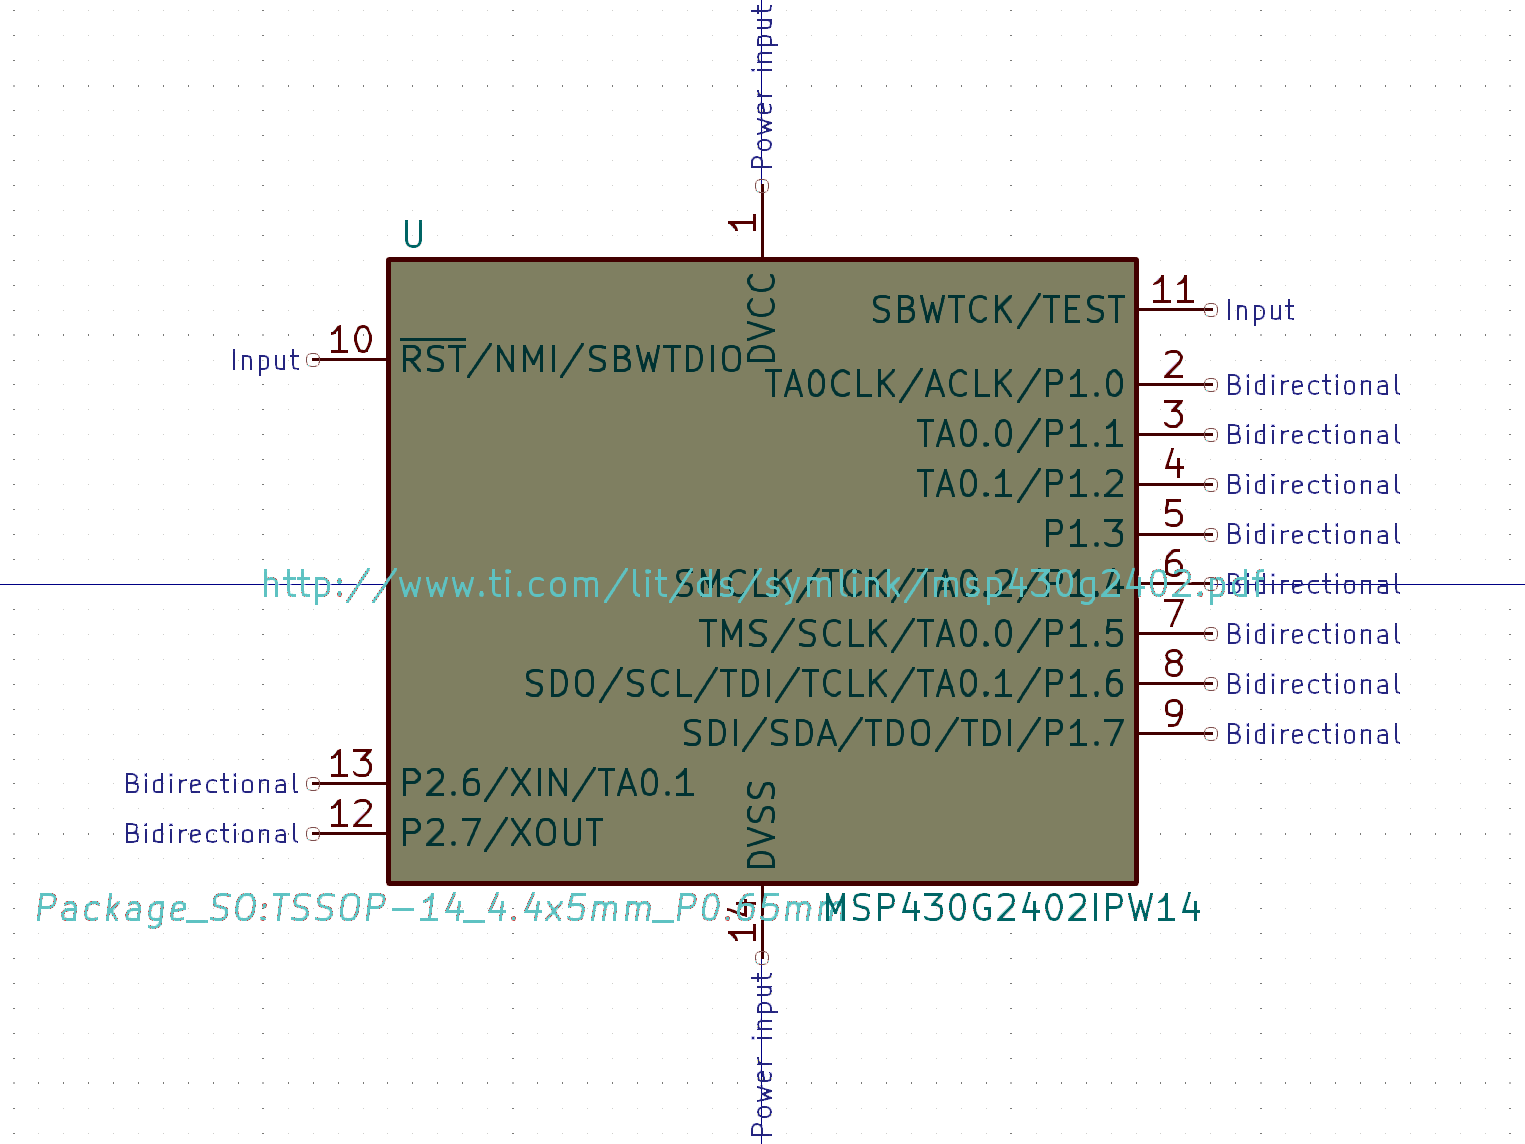 Power input
1
U
DVCC
SBWTCK/TEST 11 Input
Input 10 RST/NMI/SBWTDIO
TA0CLK/ACLK/P1.0 2 Bidirectional
TA0.0/P1.1 3 Bidirectional
TA0.1/P1.2 4 Bidirectional
P1.3 5 Bidirectional
SMCLK/TCK/TA0.2/P1.4 6 Bidirectional
http://www.ti.com/lit/ds/symlink/msp430g2402.pdf
TMS/SCLK/TA0.0/P1.5 7 Bidirectional
SDO/SCL/TDI/TCLK/TA0.1/P1.6 8 Bidirectional
SDI/SDA/TDO/TDI/P1.7 9 Bidirectional
Bidirectional 13 P2.6/XIN/TA0.1
Bidirectional 12 P2.7/XOUT
DVSS
Package_SO:TSSOP-14_4.4x5mm_P0.65mm
MSP430G2402IPW14
14
Power input